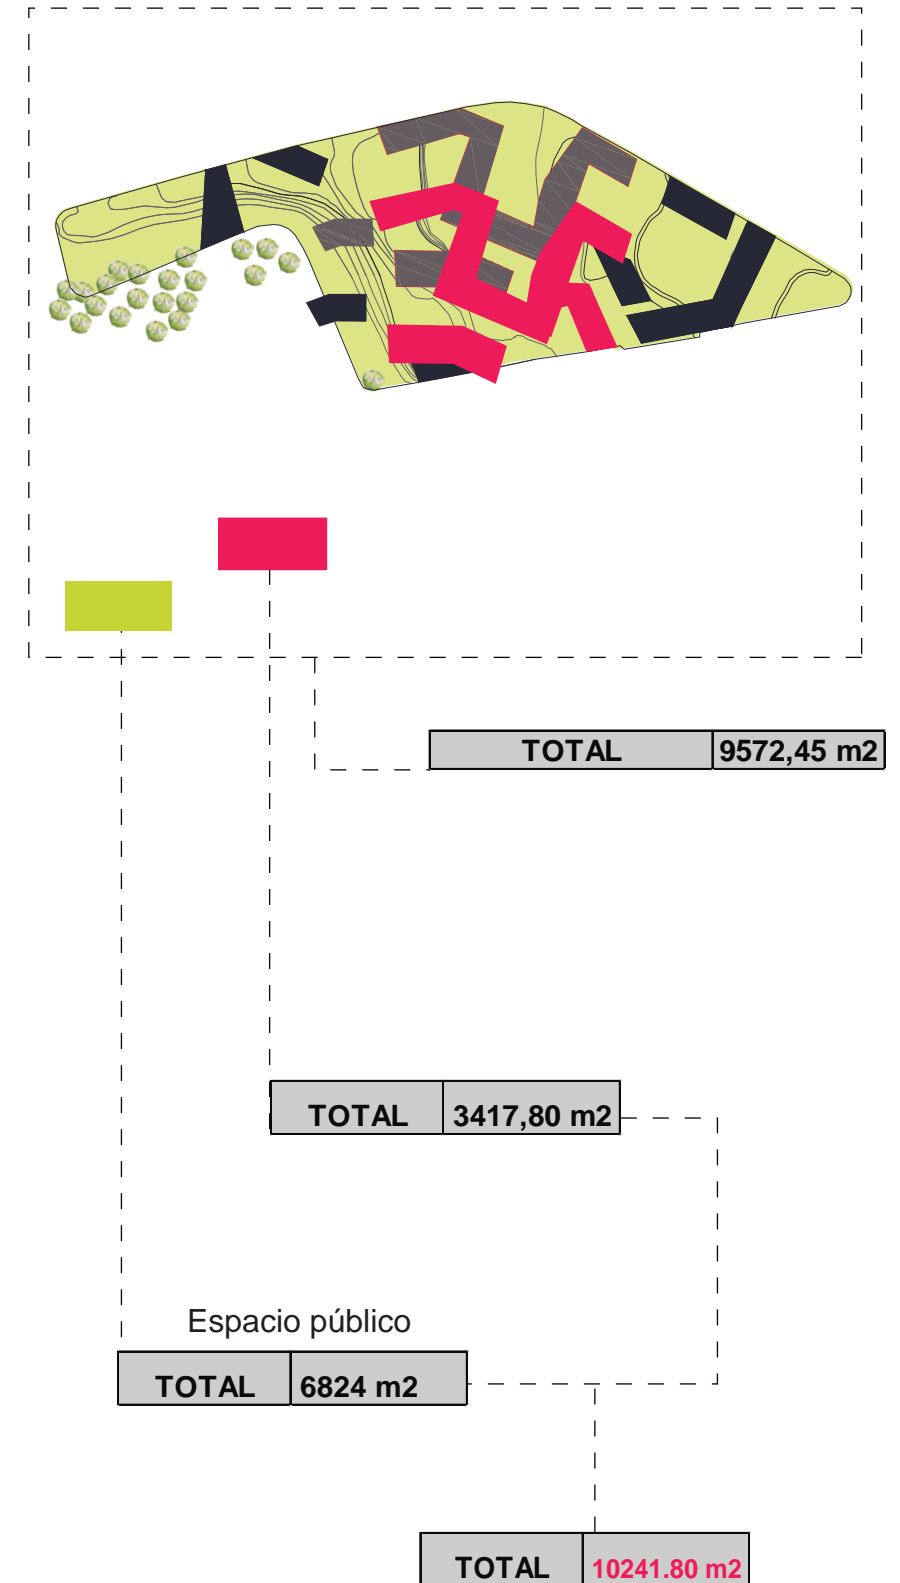 TOTAL 9572,45 m2
TOTAL 3417,80 m2
Espacio público
TOTAL 6824 m2
TOTAL 10241.80 m2